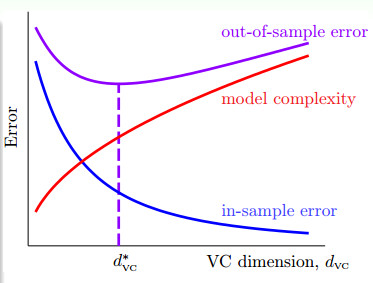 out-of-sample error
model complexity
in-sample error
Error
d*VC
VC dimension, dVC